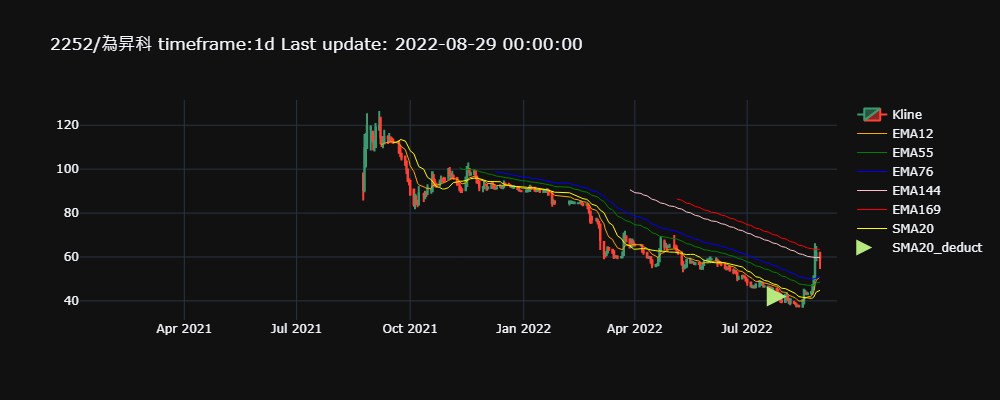 2252/為昇科 timeframe:1d Last update: 2022-08-29 00:00:00
120
100
80
60
40
Apr 2021
Jul 2021
Oct 2021
Jan 2022
Apr 2022
Jul 2022
Kline
EMA12
EMA55
EMA76
EMA144
EMA169
SMA20
SMA20_deduct